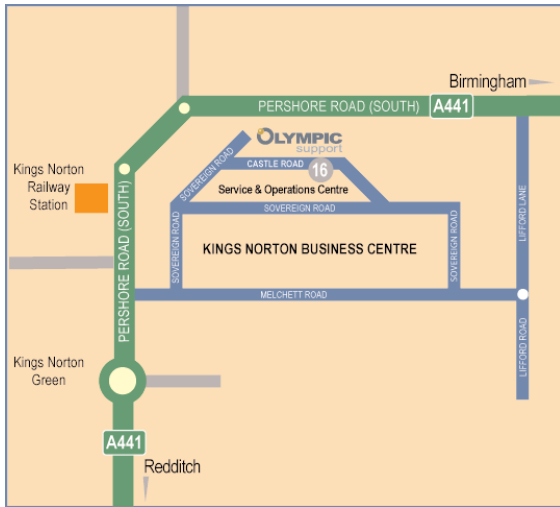 Birmingham
PERSHORE ROAD (SOUTH)
A441
OLYMPIC
support
SOVEREIGN ROAD
CASTLE ROAD
16
Kings Norton
Railway
Station
Service & Operations Centre
SOVEREIGN ROAD
LIFFORD LANE
PERSHORE ROAD (SOUTH)
SOVEREIGN ROAD
KINGS NORTON BUSINESS CENTRE
SOVEREIGN ROAD
MELCHETT ROAD
LIFFORD ROAD
Kings Norton
Green
A441
Redditch